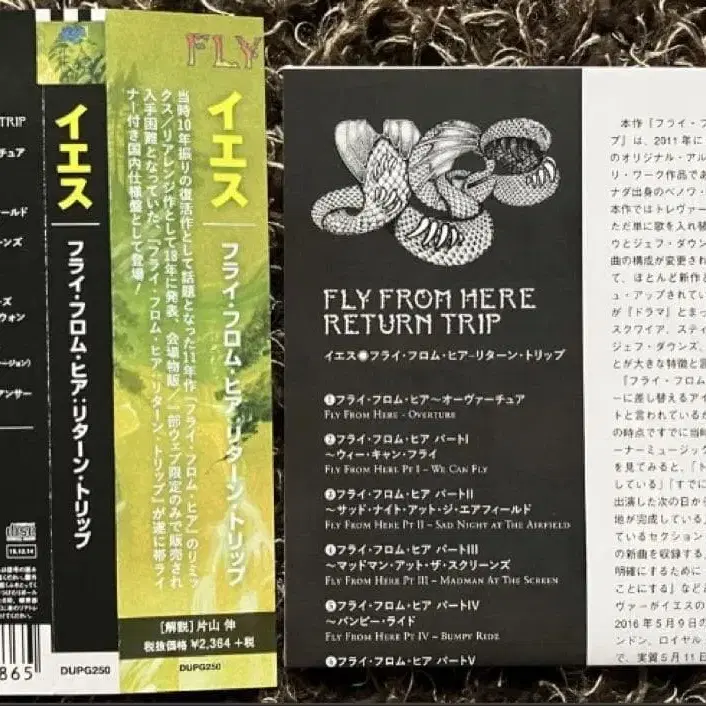 TRIP
チュア
ールド
ーンズ
ーズ
ウォン
ージョン)
アンサー
disc
18.12.14
865
イエス
フライ・フロム・ヒア:リターン・トリップ
DUPG250
FLY
イエス
フライ・フロム・ヒア:リターン・トリップ
当時10年振りの復活作として話題となった11年作『フライ・フロム・ヒア』のリミッ
クス/リアレンジ作として18年に発表、会場物販/一部ウェブ限定のみで販売され
入手困難となっていた、『フライ・フロム・ヒア:リターン・トリップ』が遂に帯ライ
ナー付き国内仕様盤として登場!
[解説] 片山 伸
税抜価格 ¥2,364+税
DUPG250
FLY FROM HERE
RETURN TRIP
イエス●フライ・フロム・ヒア-リターン・トリップ
❶フライ・フロム・ヒア~オーヴァーチュア
FLY FROM HERE - OVERTURE
❷フライ・フロム・ヒア パートI
~ウィー・キャン・フライ
FLY FROM HERE PT I – WE CAN FLY
❸フライ・フロム・ヒア パートII
~サッド・ナイト・アット・ジ・エアフィールド
FLY FROM HERE PT II – SAD NIGHT AT THE AIRFIELD
❹フライ・フロム・ヒア パートIII
~マッドマン・アット・ザ・スクリーンズ
FLY FROM HERE PT III – MADMAN AT THE SCREEN
❺フライ・フロム・ヒア パートIV
~バンピー・ライド
FLY FROM HERE PT IV – BUMPY RIDE
❻フライ・フロム・ヒア パートV
本作『フライ・フ
プ』は、2011年に
のオリジナル・アル
リ・ワーク作品であ
ナダ出身のベノワ・
本作ではトレヴァー
ただ単に歌を入れ替
ウとジェフ・ダウン
曲の構成が変更され
て、ほとんど新作と
ュ・アップされてい
が『ドラマ』とまっ
スクワイア、スティ
ジェフ・ダウンズ、
とが大きな特徴と言
『フライ・フロム
ーに差し替えるアイ
トと言われているが
の時点ですでに当時
ーナーミュージック
を見てみると、「ト
している」「すでに
出演した次の日から
地が完成している」
ているセクション
の新曲を収録する」
明確にするために
ことにする」などが
ヴァーがイエスの
2016年5月9日の
ンドン、ロイヤル
で、実質5月11日